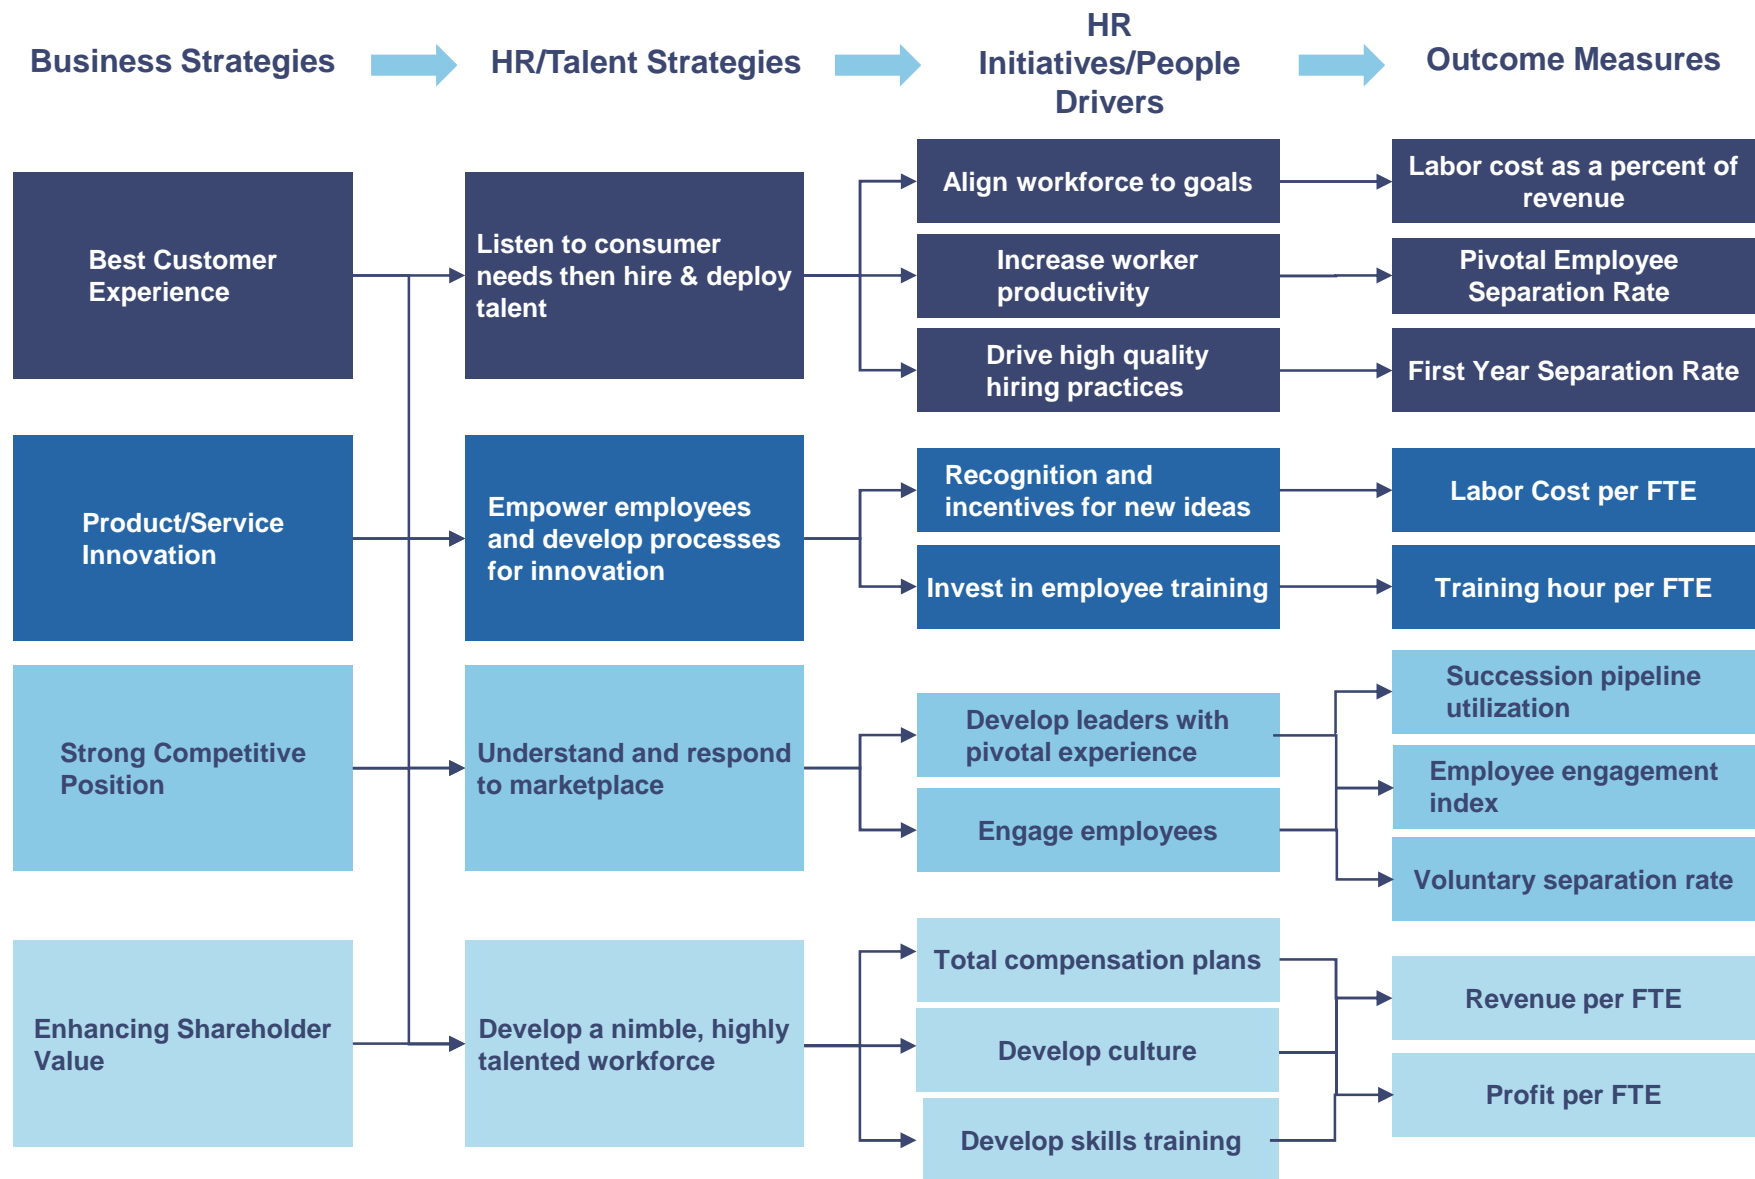 Business Strategies
HR/Talent Strategies
HR
Initiatives/People
Drivers
Outcome Measures
Best Customer
Experience
Listen to consumer
needs then hire & deploy
talent
Align workforce to goals
Labor cost as a percent of
revenue
Increase worker
productivity
Pivotal Employee
Separation Rate
Drive high quality
hiring practices
First Year Separation Rate
Product/Service
Innovation
Empower employees
and develop processes
for innovation
Recognition and
incentives for new ideas
Labor Cost per FTE
Invest in employee training
Training hour per FTE
Strong Competitive
Position
Understand and respond
to marketplace
Develop leaders with
pivotal experience
Engage employees
Succession pipeline
utilization
Employee engagement
index
Voluntary separation rate
Enhancing Shareholder
Value
Develop a nimble, highly
talented workforce
Total compensation plans
Develop culture
Develop skills training
Revenue per FTE
Profit per FTE